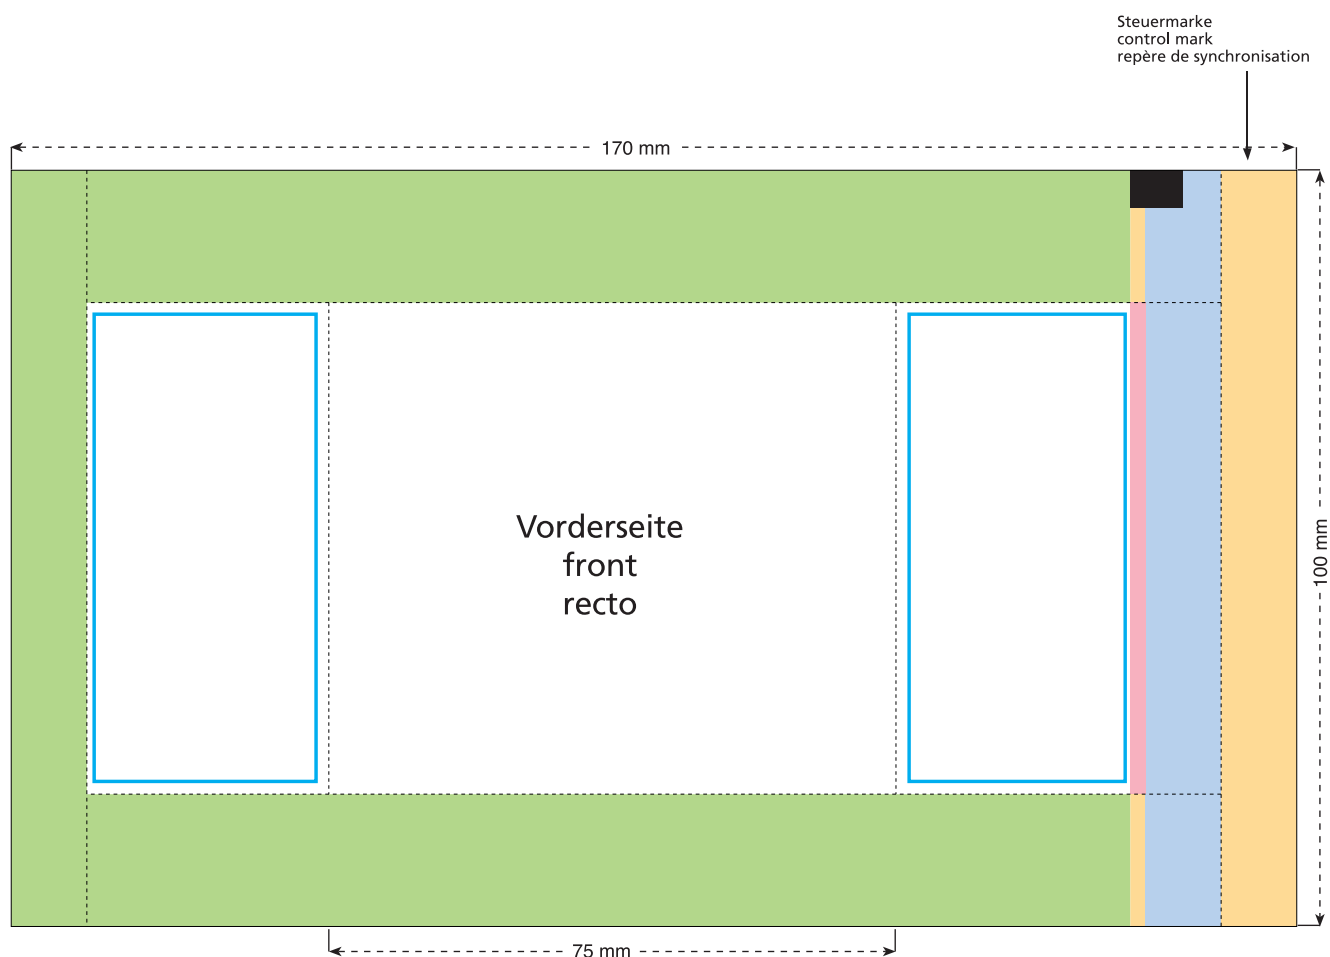 Steuermarke
control mark
repère de synchronisation
170 mm
Vorderseite
front
recto
100 mm
75 mm